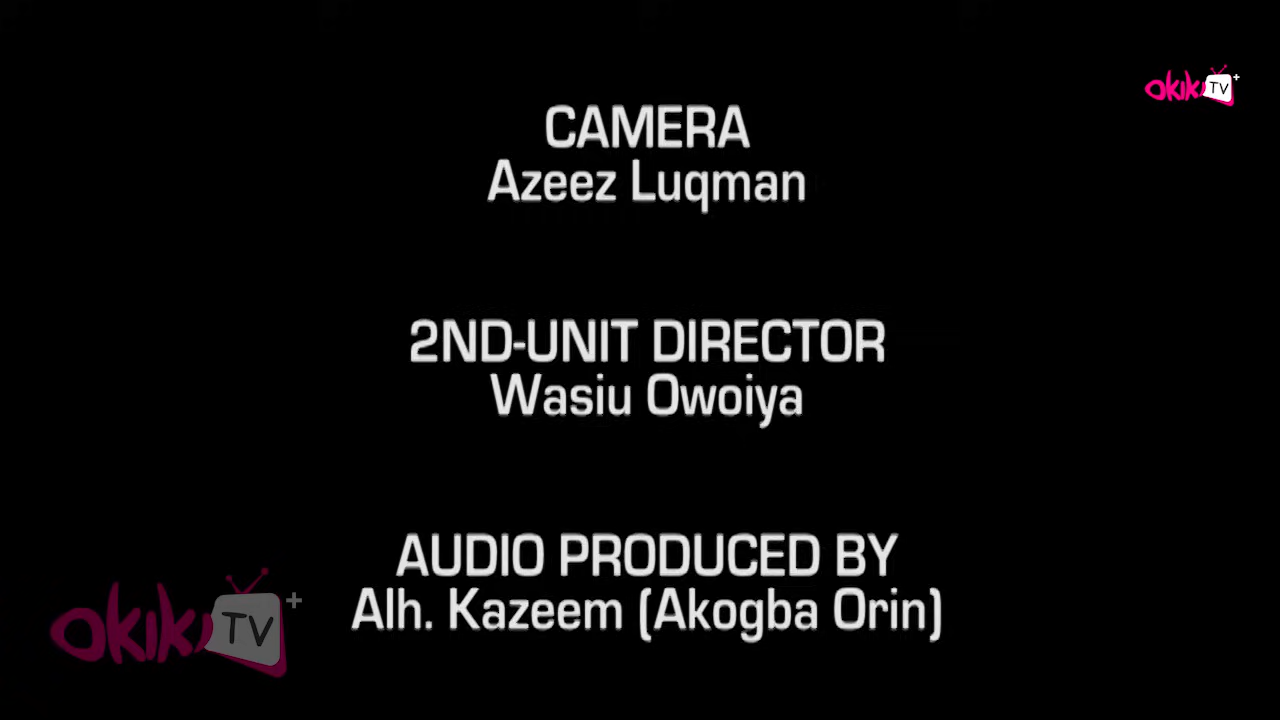 okiki TV+
CAMERA
Azeez Luqman
2ND-UNIT DIRECTOR
Wasiu Owoiya
AUDIO PRODUCED BY
Alh. Kazeem (Akogba Orin)
okiki TV+